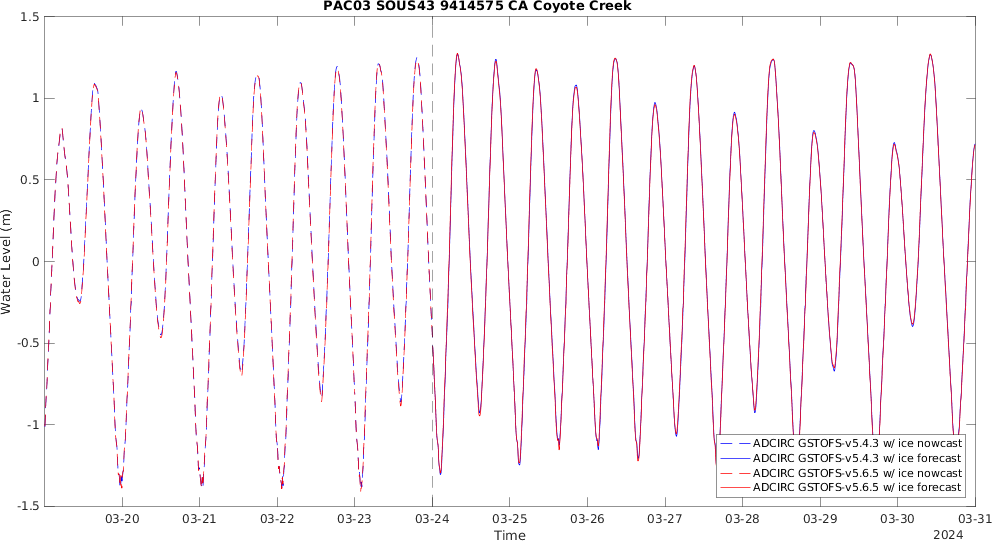 PAC03 SOUS43 9414575 CA Coyote Creek
1.5
1
0.5
0
-0.5
-1
-1.5
Water Level (m)
03-20 03-21 03-22 03-23 03-24 03-25 03-26 03-27 03-28 03-29 03-30 03-31
Time
2024
ADCIRC GSTOFS-v5.4.3 w/ ice nowcast
ADCIRC GSTOFS-v5.4.3 w/ ice forecast
ADCIRC GSTOFS-v5.6.5 w/ ice nowcast
ADCIRC GSTOFS-v5.6.5 w/ ice forecast